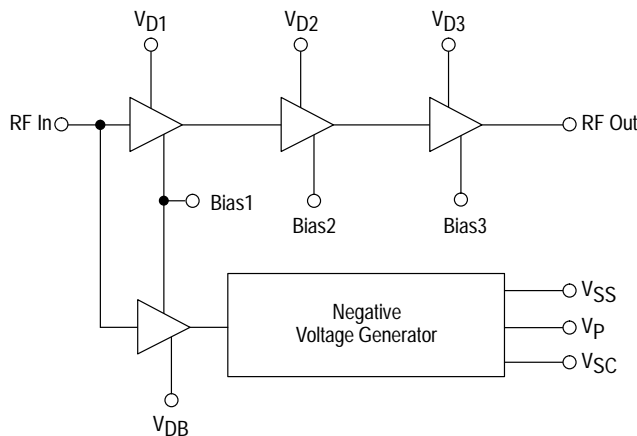 VD1
VD2
VD3
RF In
RF Out
Bias1
Bias2
Bias3
Negative
Voltage Generator
VSS
VP
VSC
VDB